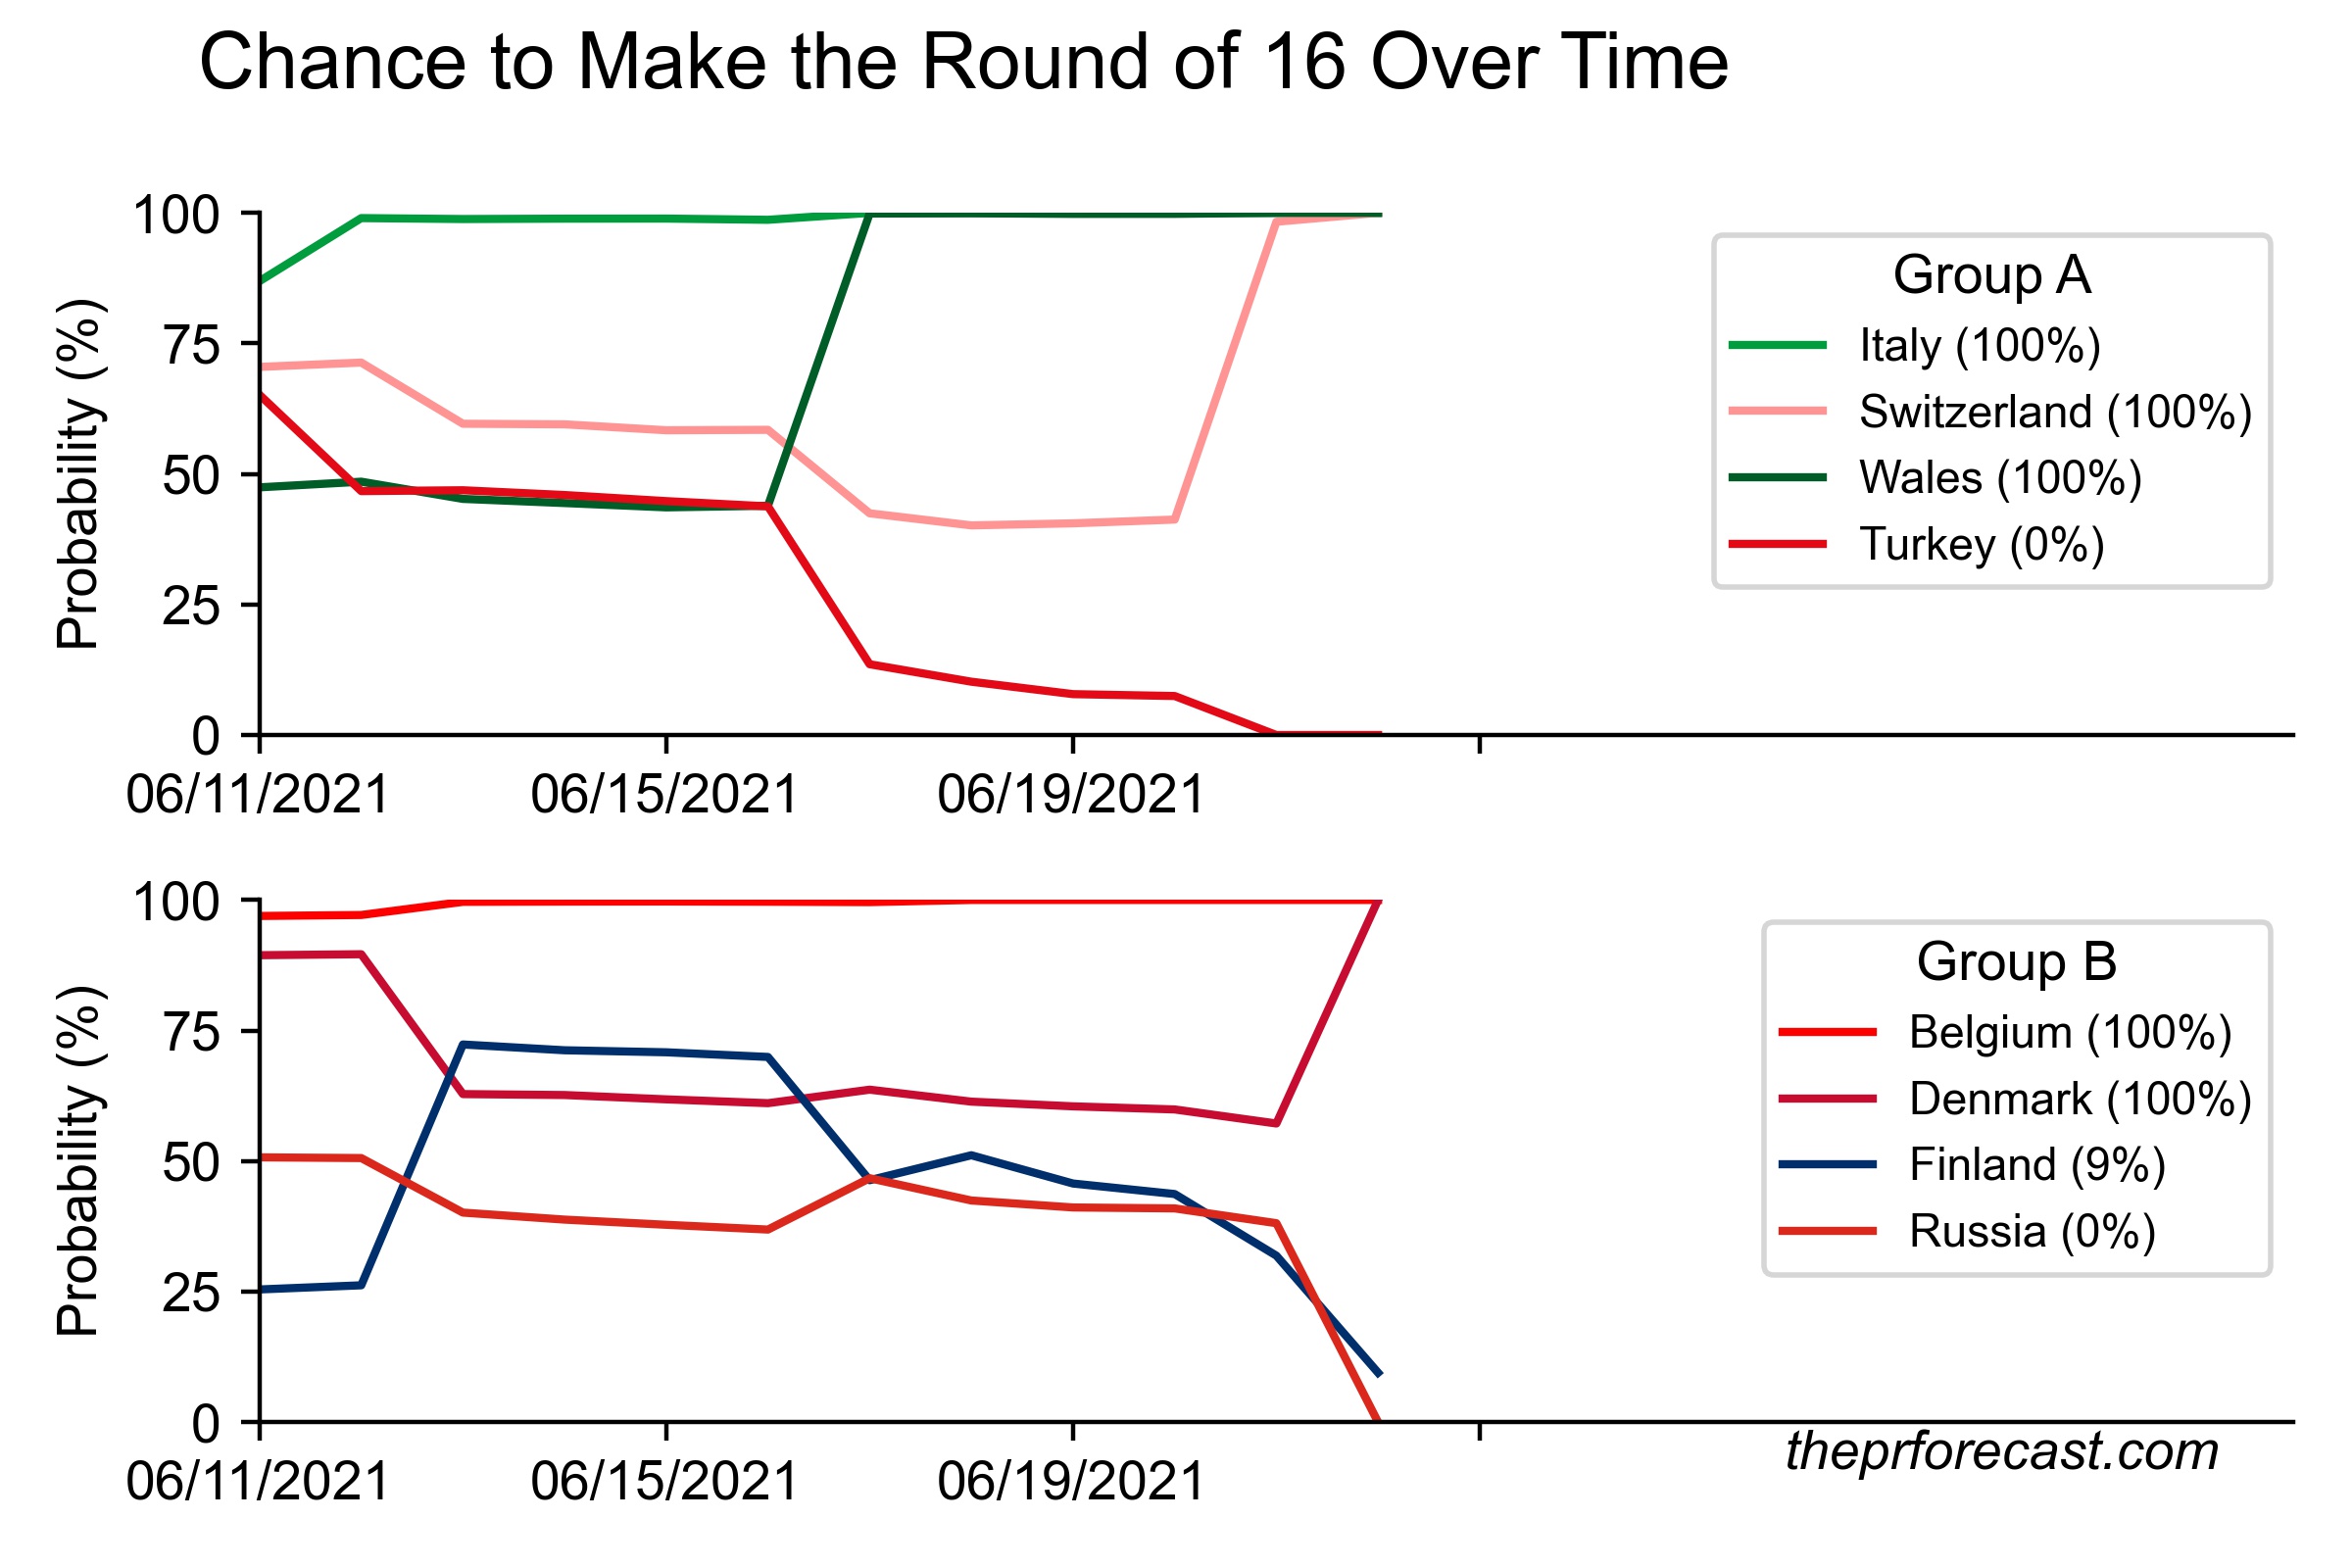 Chance to Make the Round of 16 Over Time
Probability (%)
100
75
50
25
0
06/11/2021
06/15/2021
06/19/2021
Group A
Italy (100%)
Switzerland (100%)
Wales (100%)
Turkey (0%)
Probability (%)
100
75
50
25
0
06/11/2021
06/15/2021
06/19/2021
Group B
Belgium (100%)
Denmark (100%)
Finland (9%)
Russia (0%)
theprforecast.com